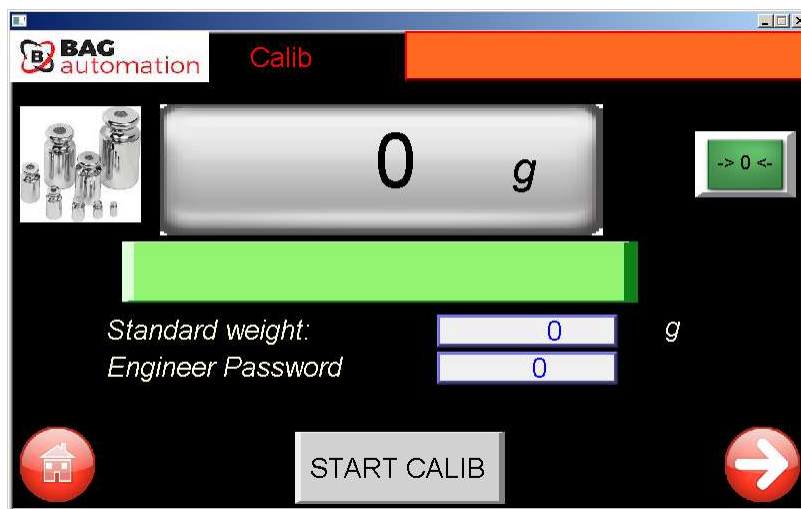 BAG
automation
Calib
0 g
-> 0 <-
Standard weight: 0 g
Engineer Password 0
START CALIB